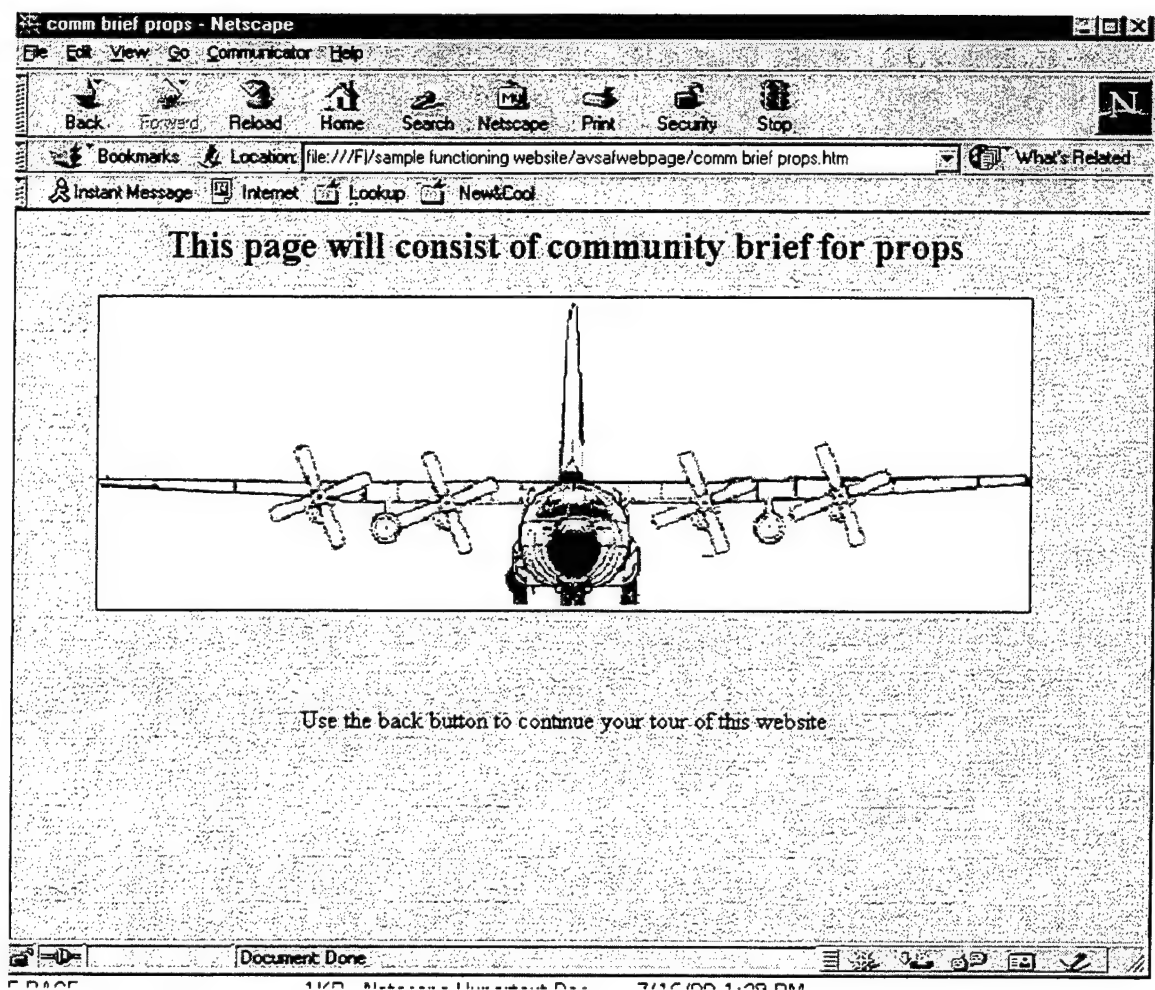 comm brief props - Netscape
File Edit View Go Communicator Help
Back Forward Reload Home Search Netscape Print Security Stop
My
N
Bookmarks Location: file:///F|/sample functioning website/avsafwebpage/comm brief props.htm What's Related
Instant Message Internet Lookup New&Cool
This page will consist of community brief for props
Use the back button to continue your tour of this website
Document: Done